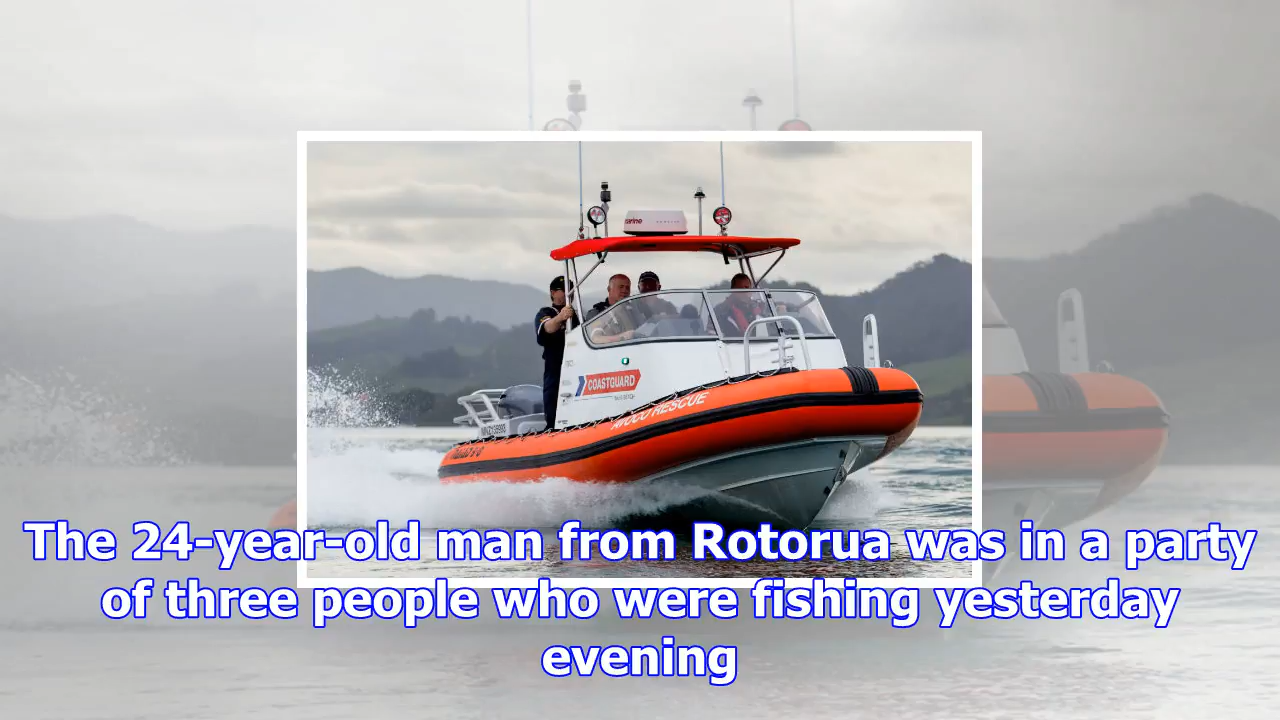 COASTGUARD
AVOCO RESCUE
The 24-year-old man from Rotorua was in a party
of three people who were fishing yesterday
evening